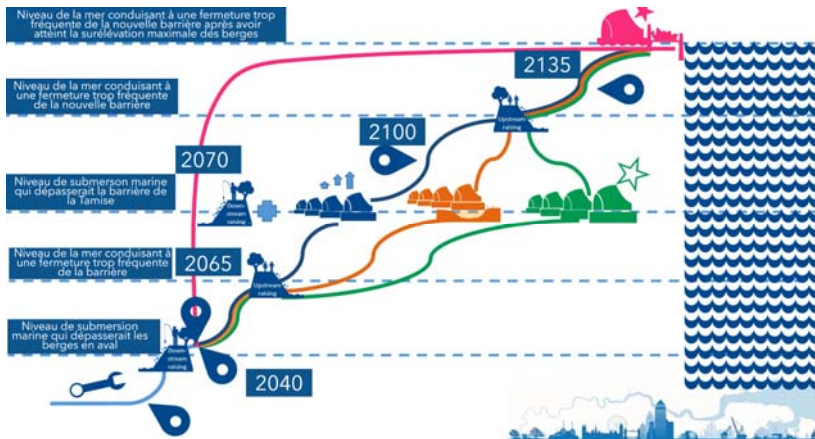 Niveau de la mer conduisant à une fermeture trop
fréquente de la nouvelle barrière après avoir
atteint la surélévation maximale des berges
2135
Niveau de la mer conduisant à
une fermeture trop fréquente
de la nouvelle barrière
Upstream
raising
2100
2070
Niveau de submerson marine
qui dépasserait la barrière de
la Tamise
Down-
stream
raising
Niveau de la mer conduisant à
une fermeture trop fréquente
de la barrière
2065
Upstream
raising
Niveau de submersion
marine qui dépasserait les
berges en aval
Down-
stream
raising
2040